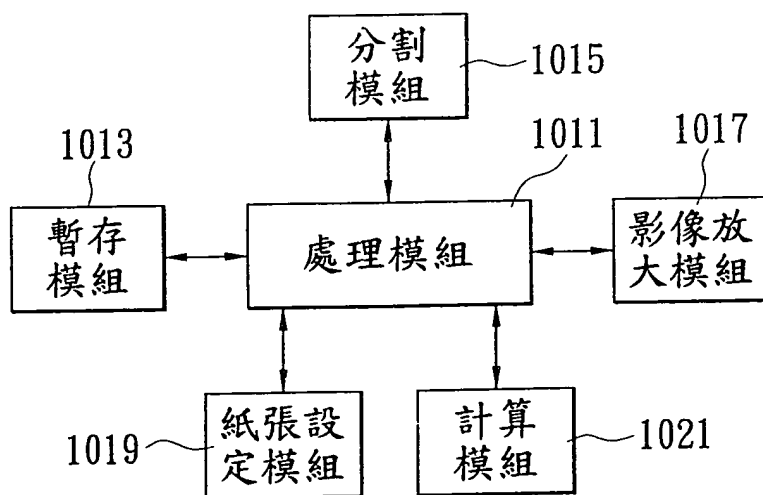 分割
模組
1015
1013
1011
1017
暫存
模組
處理模組
影像放
大模組
紙張設
定模組
1019
計算
模組
1021